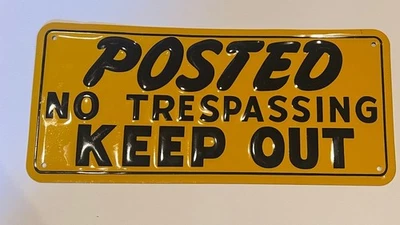 POSTED
NO TRESPASSING
KEEP OUT